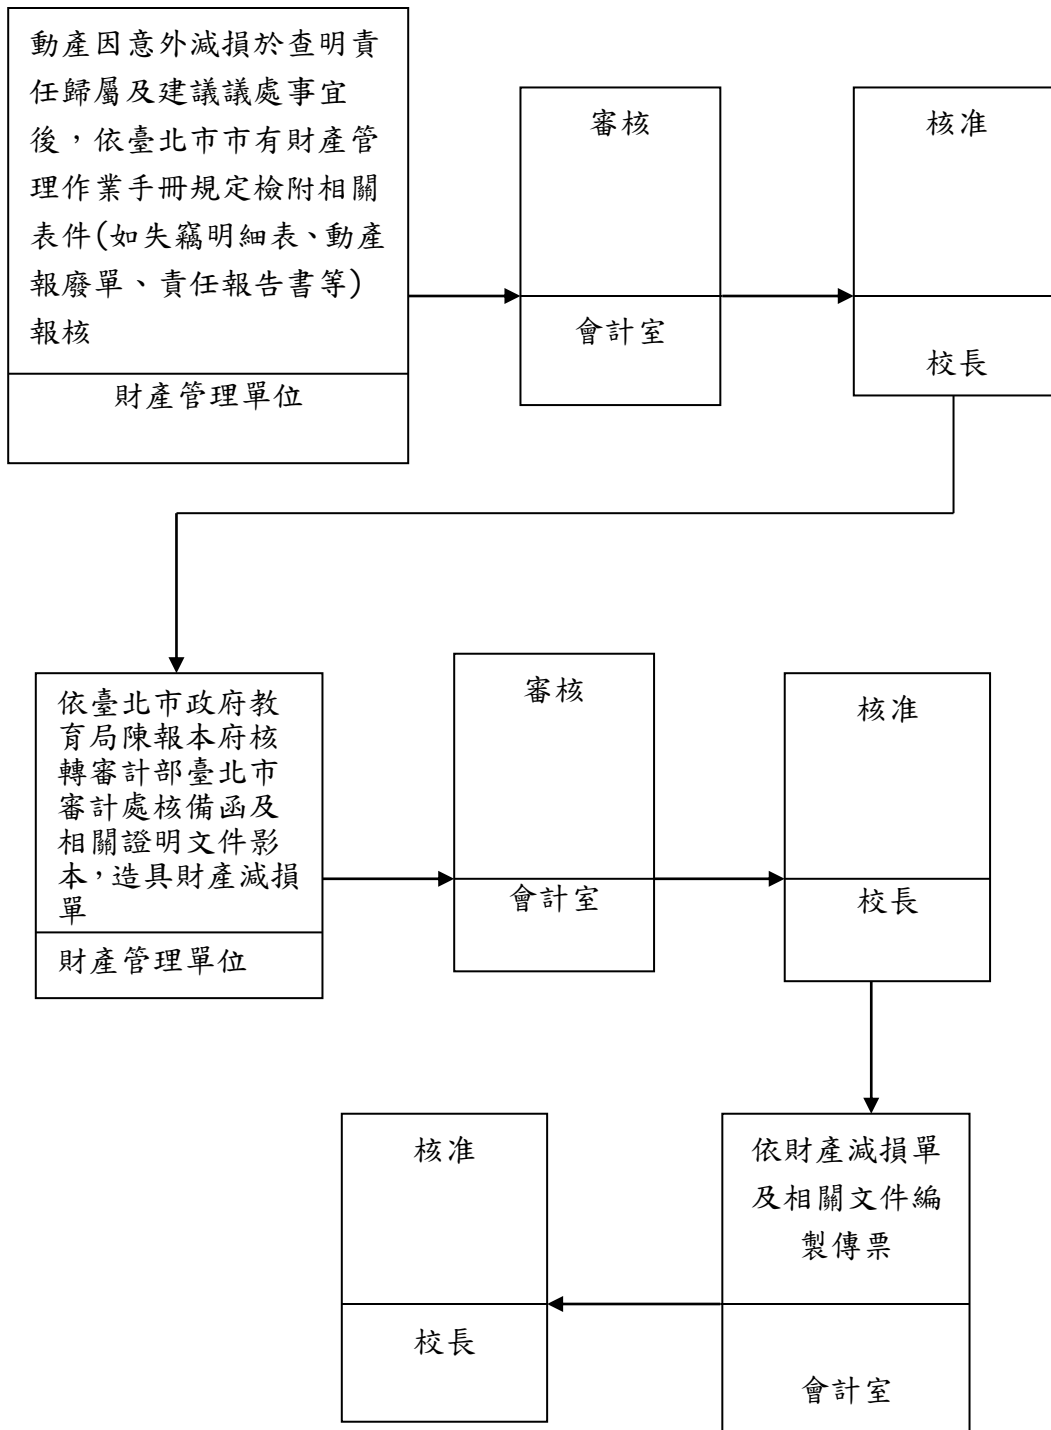 動產因意外減損於查明責
任歸屬及建議議處事宜
後，依臺北市市有財產管
理作業手冊規定檢附相關
表件(如失竊明細表、動產
報廢單、責任報告書等)
報核
財產管理單位
審核
會計室
核准
校長
依臺北市政府教
育局陳報本府核
轉審計部臺北市
審計處核備函及
相關證明文件影
本，造具財產減損
單
財產管理單位
審核
會計室
核准
校長
依財產減損單
及相關文件編
製傳票
會計室
核准
校長